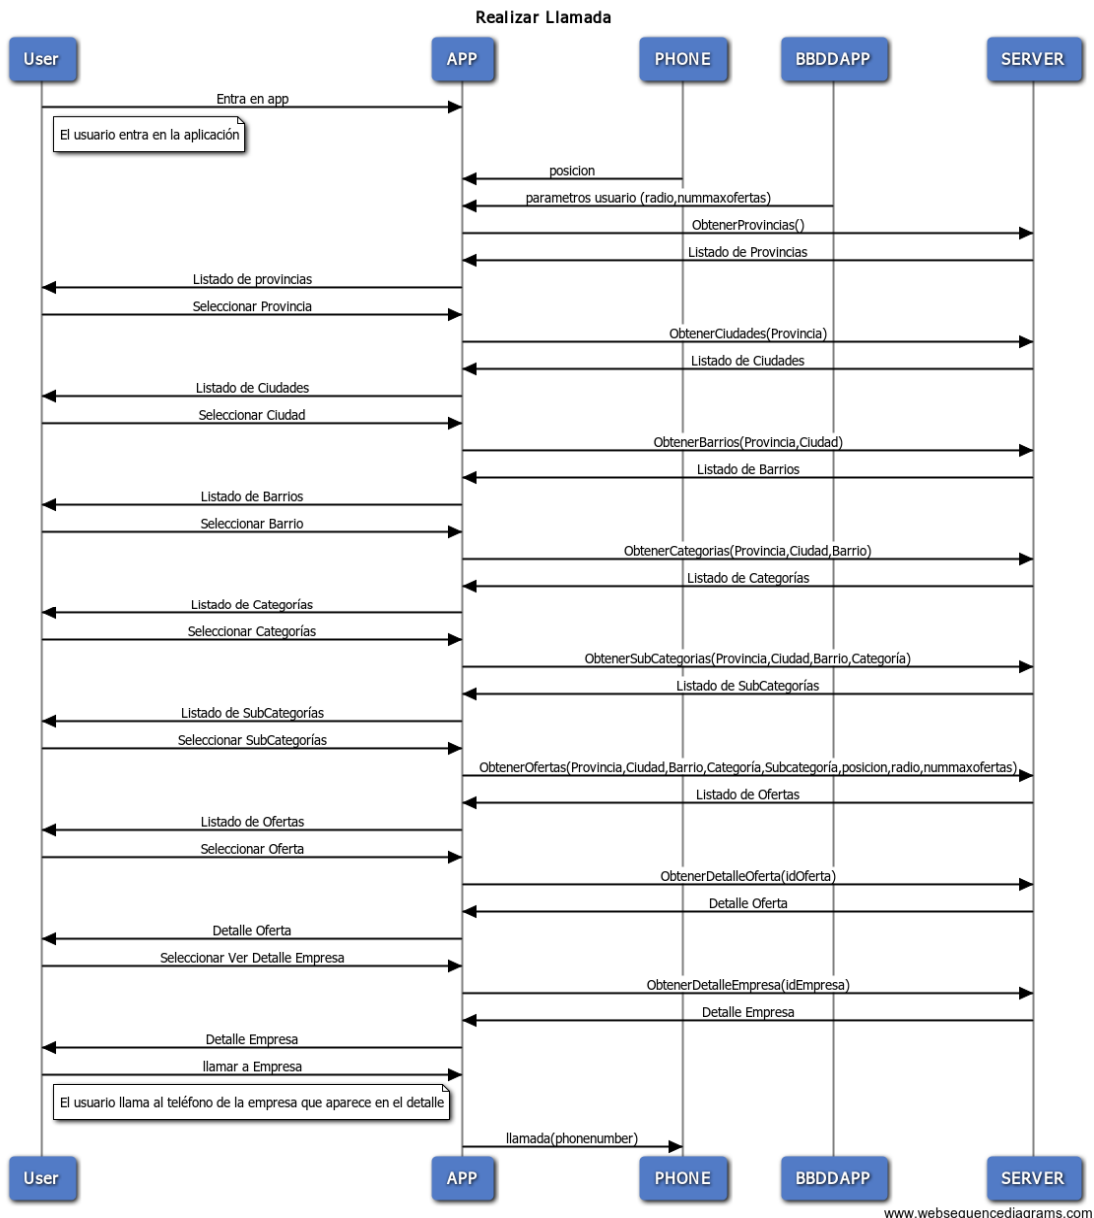 Realizar Llamada
User
APP
PHONE
BBDDAPP
SERVER
Entra en app
El usuario entra en la aplicación
posicion
parametros usuario (radio,nummaxofertas)
ObtenerProvincias()
Listado de Provincias
Listado de provincias
Seleccionar Provincia
ObtenerCiudades(Provincia)
Listado de Ciudades
Listado de Ciudades
Seleccionar Ciudad
ObtenerBarrios(Provincia,Ciudad)
Listado de Barrios
Listado de Barrios
Seleccionar Barrio
ObtenerCategorias(Provincia,Ciudad,Barrio)
Listado de Categorías
Listado de Categorías
Seleccionar Categorías
ObtenerSubCategorias(Provincia,Ciudad,Barrio,Categoría)
Listado de SubCategorías
Listado de SubCategorías
Seleccionar SubCategorías
ObtenerOfertas(Provincia,Ciudad,Barrio,Categoría,Subcategoría,posicion,radio,nummaxofertas)
Listado de Ofertas
Listado de Ofertas
Seleccionar Oferta
ObtenerDetalleOferta(idOferta)
Detalle Oferta
Detalle Oferta
Seleccionar Ver Detalle Empresa
ObtenerDetalleEmpresa(idEmpresa)
Detalle Empresa
Detalle Empresa
llamar a Empresa
El usuario llama al teléfono de la empresa que aparece en el detalle
llamada(phonenumber)
User
APP
PHONE
BBDDAPP
SERVER
www.websequencediagrams.com